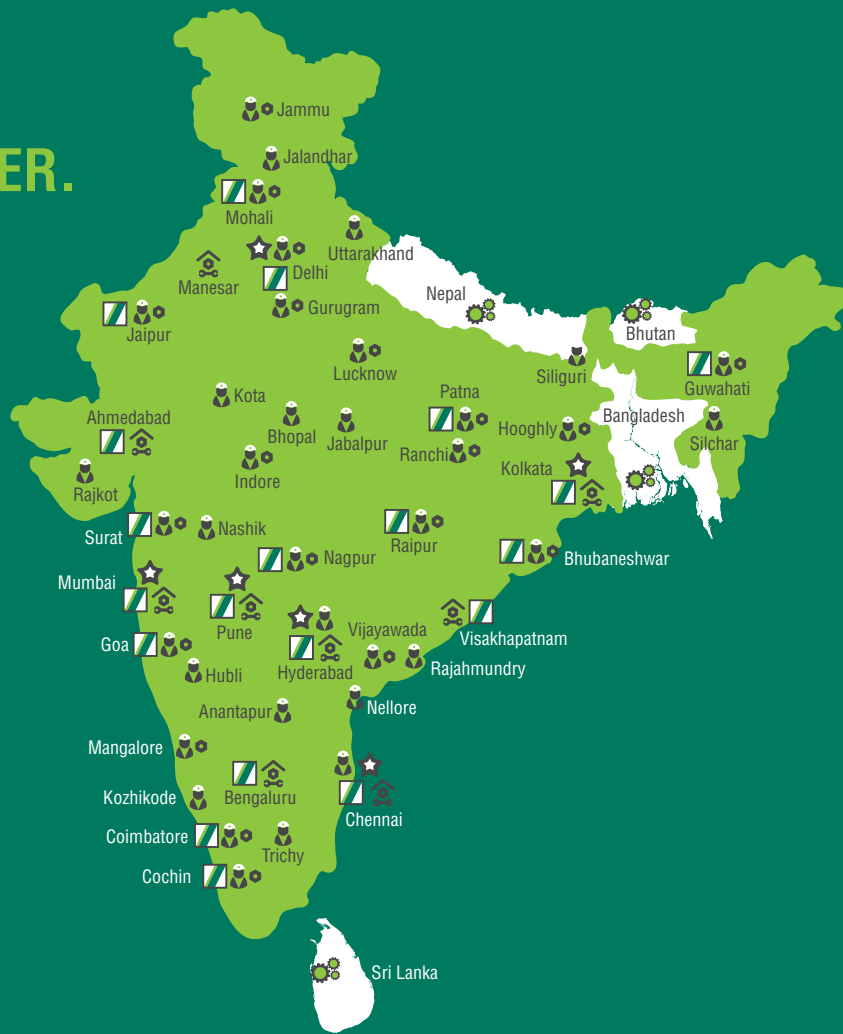 Jammu
ER.
Jalandhar
Mohali
Uttarakhand
Delhi
Manesar
Nepal
Gurugram
Jaipur
Bhutan
Lucknow
Siliguri
Guwahati
Kota
Patna
Ahmedabad
Bangladesh
Bhopal
Jabalpur
Hooghly
Silchar
Ranchi
Kolkata
Indore
Rajkot
Surat
Nashik
Raipur
Nagpur
Bhubaneshwar
Mumbai
Pune
Vijayawada
Visakhapatnam
Goa
Hyderabad
Rajahmundry
Hubli
Nellore
Anantapur
Mangalore
Kozhikode
Bengaluru
Chennai
Coimbatore
Trichy
Cochin
Sri Lanka